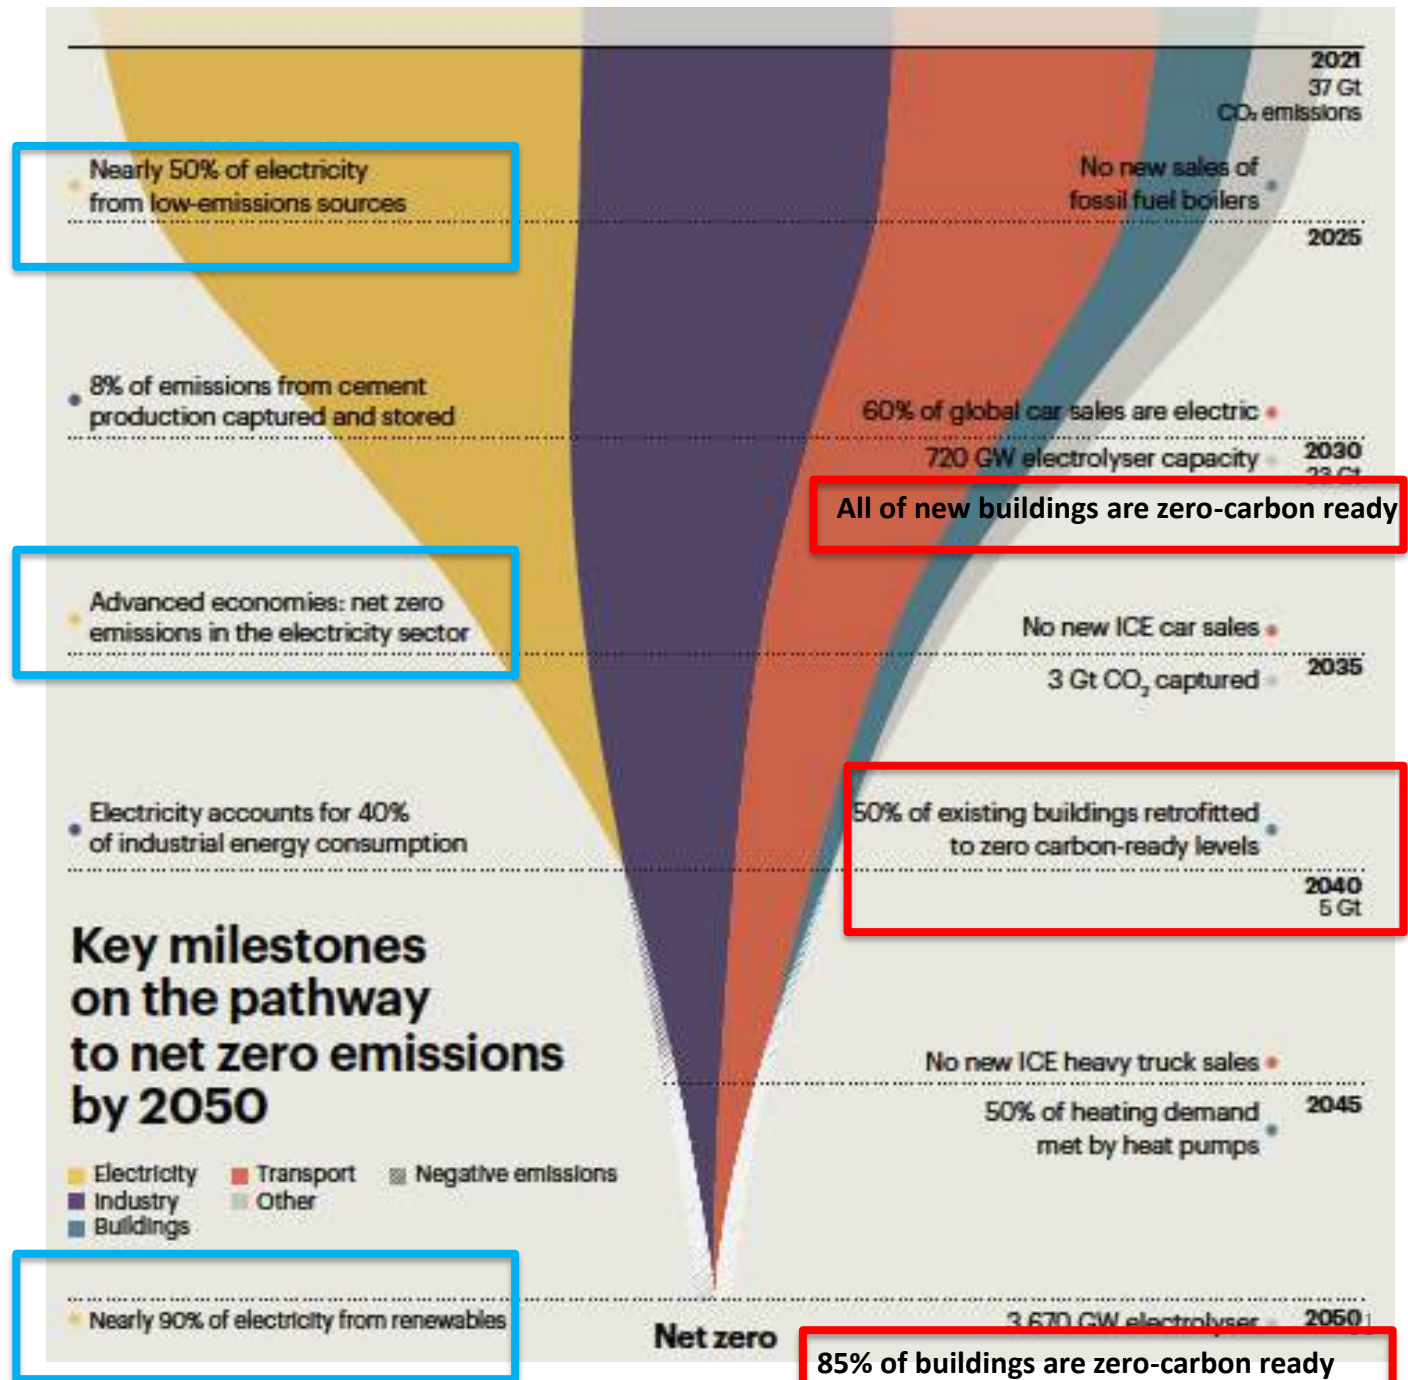 2021
37 Gt
CO₂ emissions
Nearly 50% of electricity
from low-emissions sources
No new sales of
fossil fuel boilers
2025
8% of emissions from cement
production captured and stored
60% of global car sales are electric
2030
720 GW electrolyser capacity
All of new buildings are zero-carbon ready
Advanced economies: net zero
emissions in the electricity sector
No new ICE car sales
2035
3 Gt CO₂ captured
Electricity accounts for 40%
of industrial energy consumption
50% of existing buildings retrofitted
to zero carbon-ready levels
2040
5 Gt
Key milestones
on the pathway
to net zero emissions
by 2050
No new ICE heavy truck sales
2045
50% of heating demand
met by heat pumps
Electricity Transport Negative emissions
Industry Other
Buildings
Nearly 90% of electricity from renewables
Net zero
3 670 GW electrolyser
2050
85% of buildings are zero-carbon ready